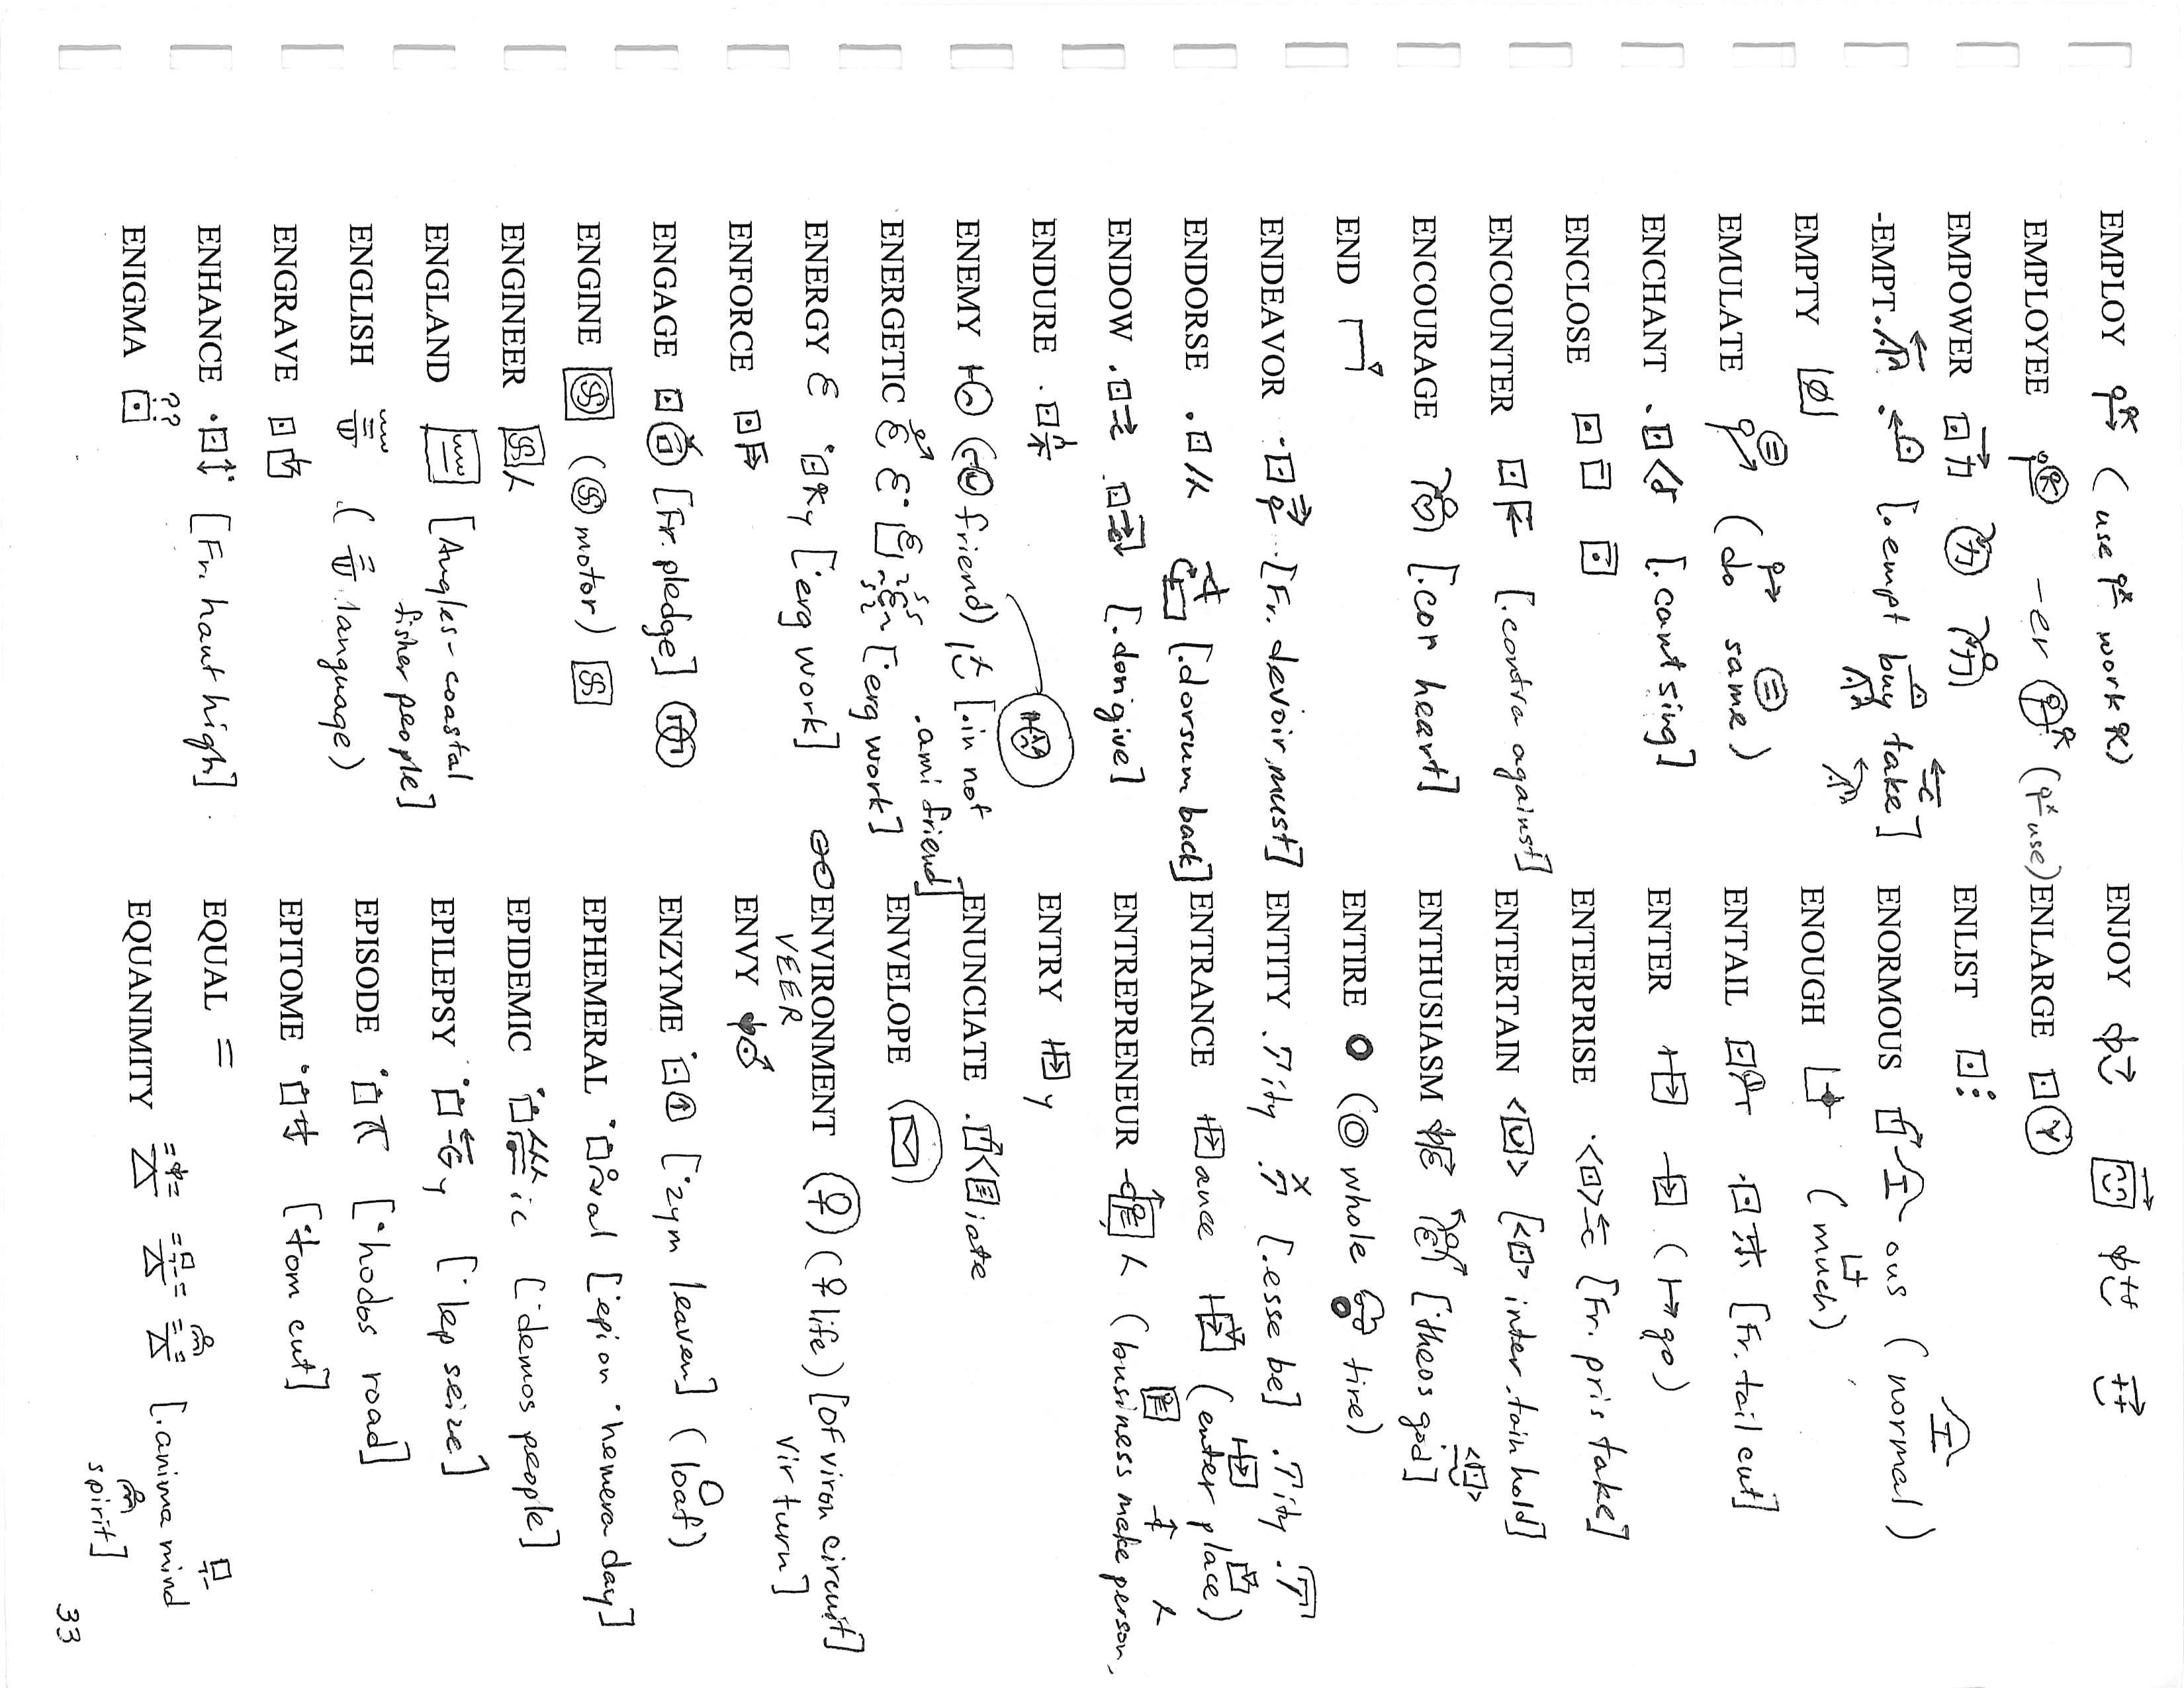 EMPLOY (use work)
EMPLOYEE -er (use)
EMPOWER
-EMPT. [.empt buy take]
EMPTY
EMULATE (do same)
ENCHANT [.cant sing]
ENCLOSE
ENCOUNTER [.contra against]
ENCOURAGE [.cor heart]
END
ENDEAVOR [Fr. devoir, must]
ENDORSE [.dorsum back]
ENDOW [.don give]
ENDURE
ENEMY (friend) [.in not
.ami friend]
ENERGETIC [erg work]
ENERGY [erg work]
ENFORCE
ENGAGE [Fr. pledge]
ENGINE (motor)
ENGINEER
ENGLAND [Angles - coastal
fisher people]
ENGLISH (language)
ENGRAVE
ENHANCE [Fr. haut high]
ENIGMA ??
ENJOY
ENLARGE
ENLIST
ENORMOUS ous (normal)
ENOUGH (much)
ENTAIL [Fr. tail cut]
ENTER (go)
ENTERPRISE [Fr. pris take]
ENTERTAIN [inter .tain hold]
ENTHUSIASM [theos god]
ENTIRE (whole tire)
ENTITY ity [.esse be] ity
ENTRANCE ance (enter place)
ENTREPRENEUR (business make person,
ENTRY y
ENUNCIATE iate
ENVELOPE
ENVIRONMENT (life) [OF viron circuit
VEER vir turn]
ENVY
ENZYME [zym leaven] (loaf)
EPHEMERAL al [epi on hemera day]
EPIDEMIC ic [demos people]
EPILEPSY y [lep seize]
EPISODE [hodos road]
EPITOME [tom cut]
EQUAL =
EQUANIMITY [.anima mind
spirit]
33